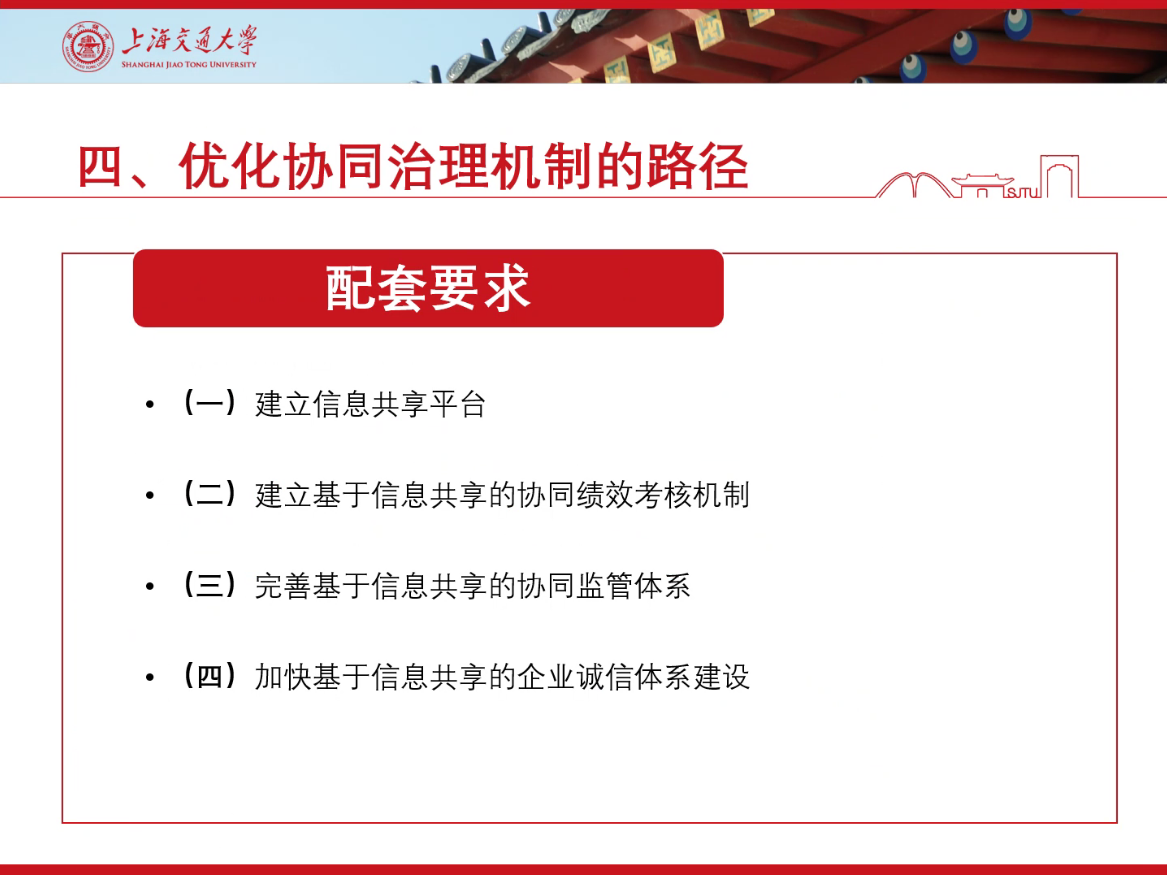 上海交通大学
SHANGHAI JIAO TONG UNIVERSITY
四、优化协同治理机制的路径
SJTU
配套要求
• （一）建立信息共享平台
• （二）建立基于信息共享的协同绩效考核机制
• （三）完善基于信息共享的协同监管体系
• （四）加快基于信息共享的企业诚信体系建设